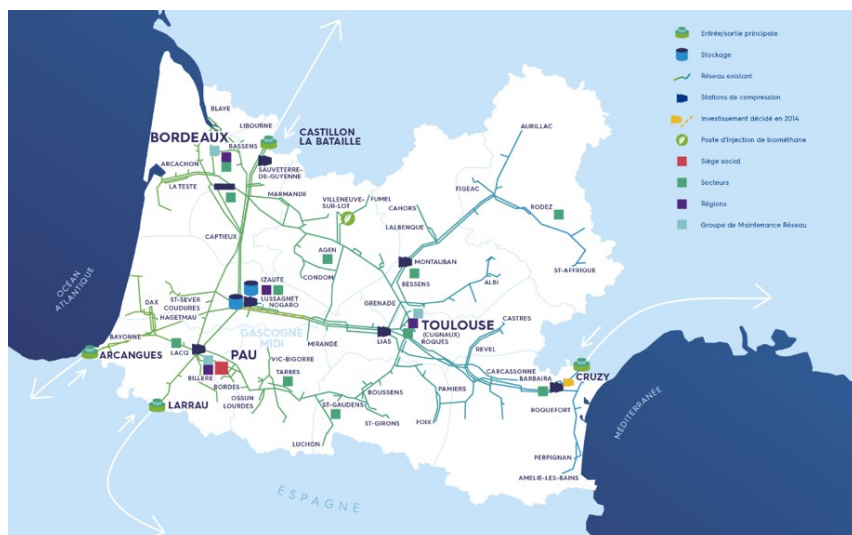 Entrée/sortie principale
Stockage
Réseau existant
Stations de compression
Investissement décidé en 2014
Poste d'injection de biométhane
Siège social
Secteurs
Régions
Groupe de Maintenance Réseau
BLAYE
LIBOURNE
BORDEAUX
BASSENS
CASTILLON
LA BATAILLE
SAUVETERRE-
DE-GUYENNE
ARCACHON
LA TESTE
MARMANDE
VILLENEUVE-
SUR-LOT
FUMEL
CAHORS
LALBENQUE
FIGEAC
AURILLAC
RODEZ
ST-AFFRIQUE
CAPTIEUX
AGEN
CONDOM
MONTAUBAN
BESSENS
ALBI
OCÉAN
ATLANTIQUE
DAX
ST-SEVER
COUDURES
HAGETMAU
IZAUTE
LUSSAGNET
NOGARO
GRENADE
GASCOGNE
MIDI
MIRANDE
LIAS
TOULOUSE
(CUGNAUX)
ROQUES
CASTRES
REVEL
BAYONNE
ARCANGUES
LACQ
PAU
BILLERE
BORDES
VIC-BIGORRE
TARBES
OSSUN
LOURDES
LARRAU
ST-GAUDENS
BOUSSENS
ST-GIRONS
LUCHON
PAMIERS
FOIX
CARCASSONNE
BARBAIRA
CRUZY
ROQUEFORT
PERPIGNAN
AMELIE-LES-BAINS
MÉDITERRANÉE
ESPAGNE